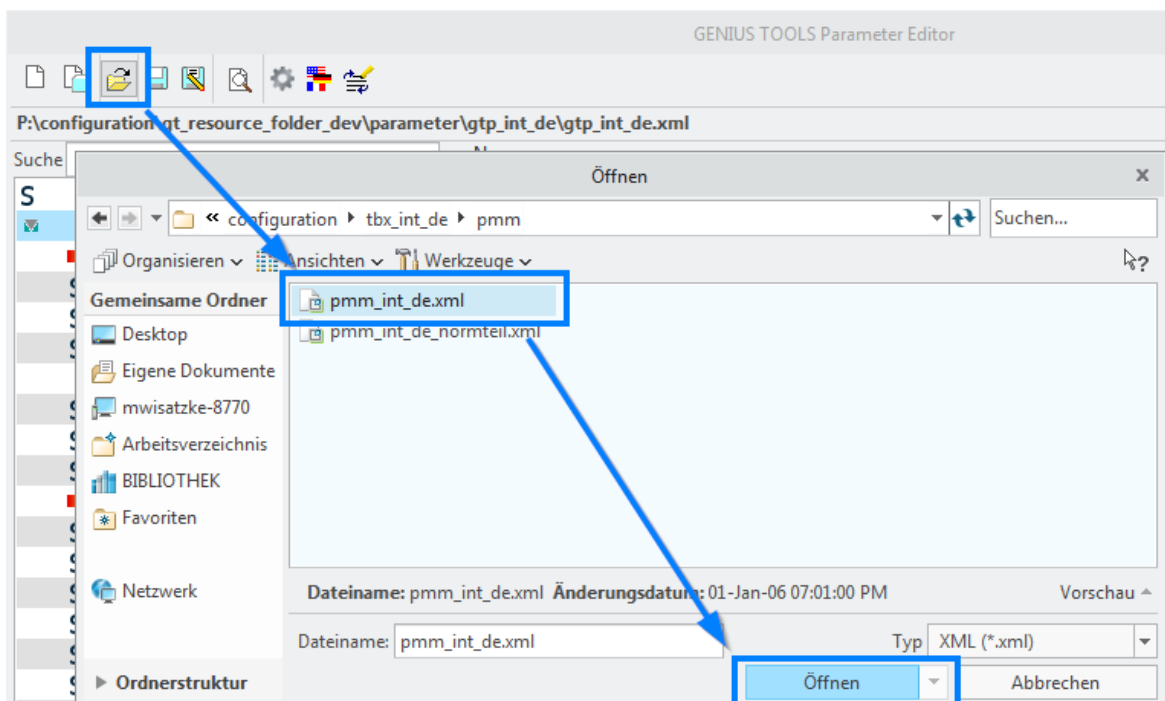 GENIUS TOOLS Parameter Editor
P:\configuration\gt_resource_folder_dev\parameter\gtp_int_de\gtp_int_de.xml
Suche
Öffnen
S
« configuration tbx_int_de pmm
Suchen...
Organisieren Ansichten Werkzeuge
Gemeinsame Ordner
pmm_int_de.xml
Desktop
pmm_int_de_normteil.xml
Eigene Dokumente
mwisatzke-8770
Arbeitsverzeichnis
BIBLIOTHEK
Favoriten
Netzwerk
Dateiname: pmm_int_de.xml Änderungsdatum: 01-Jan-06 07:01:00 PM Vorschau
Dateiname: pmm_int_de.xml Typ XML (*.xml)
Ordnerstruktur Öffnen Abbrechen